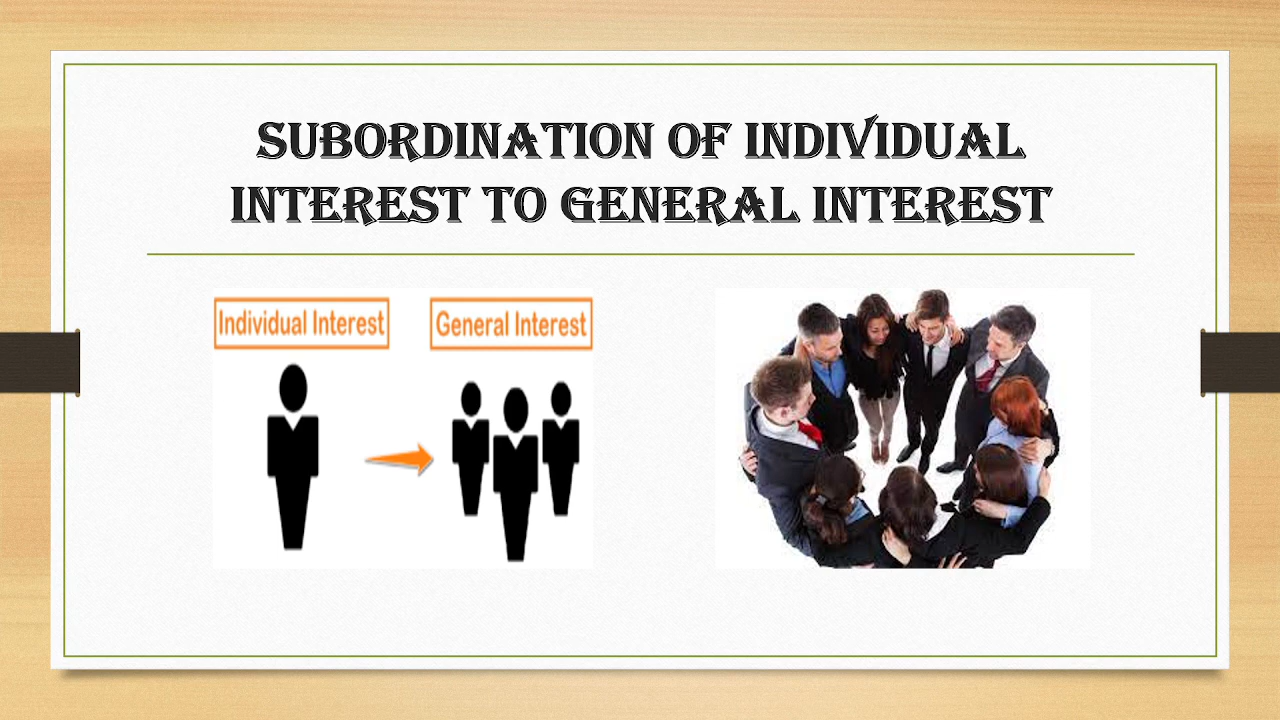 SUBORDINATION OF INDIVIDUAL
INTEREST TO GENERAL INTEREST
Individual Interest
General Interest